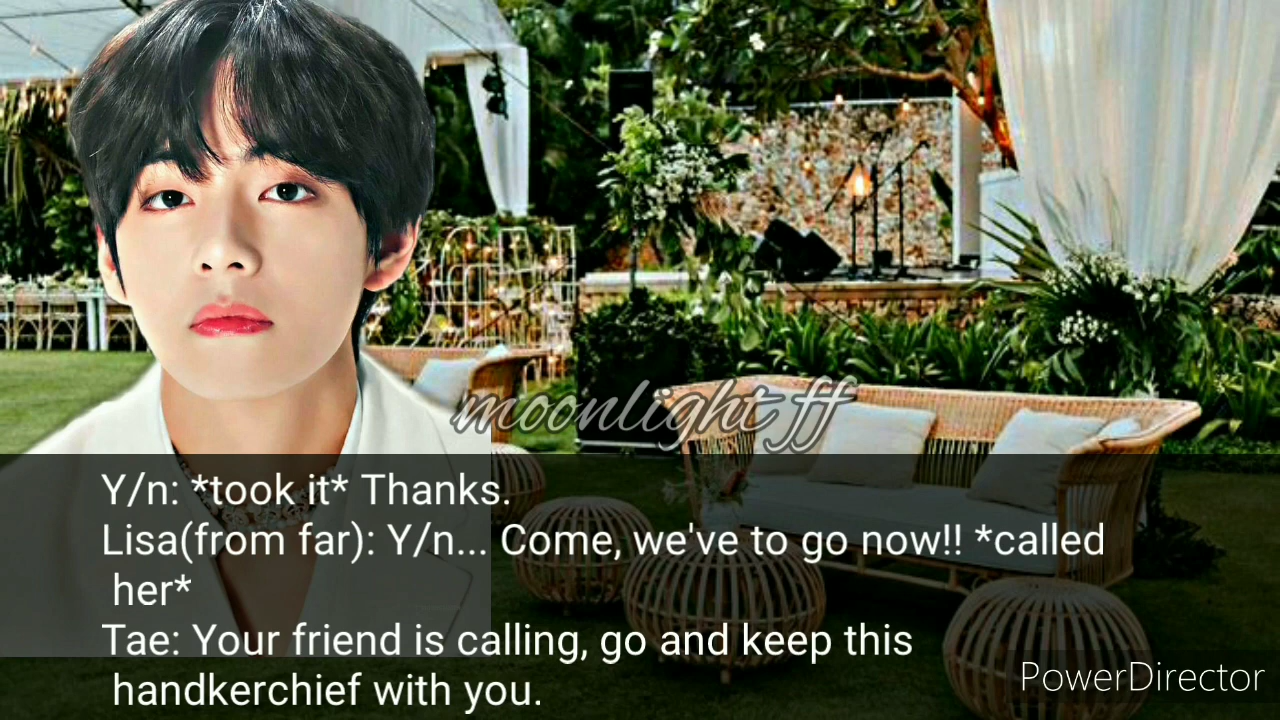 moonlight ff
Y/n: *took it* Thanks.
Lisa(from far): Y/n... Come, we've to go now!! *called
her*
Tae: Your friend is calling, go and keep this
handkerchief with you.
PowerDirector